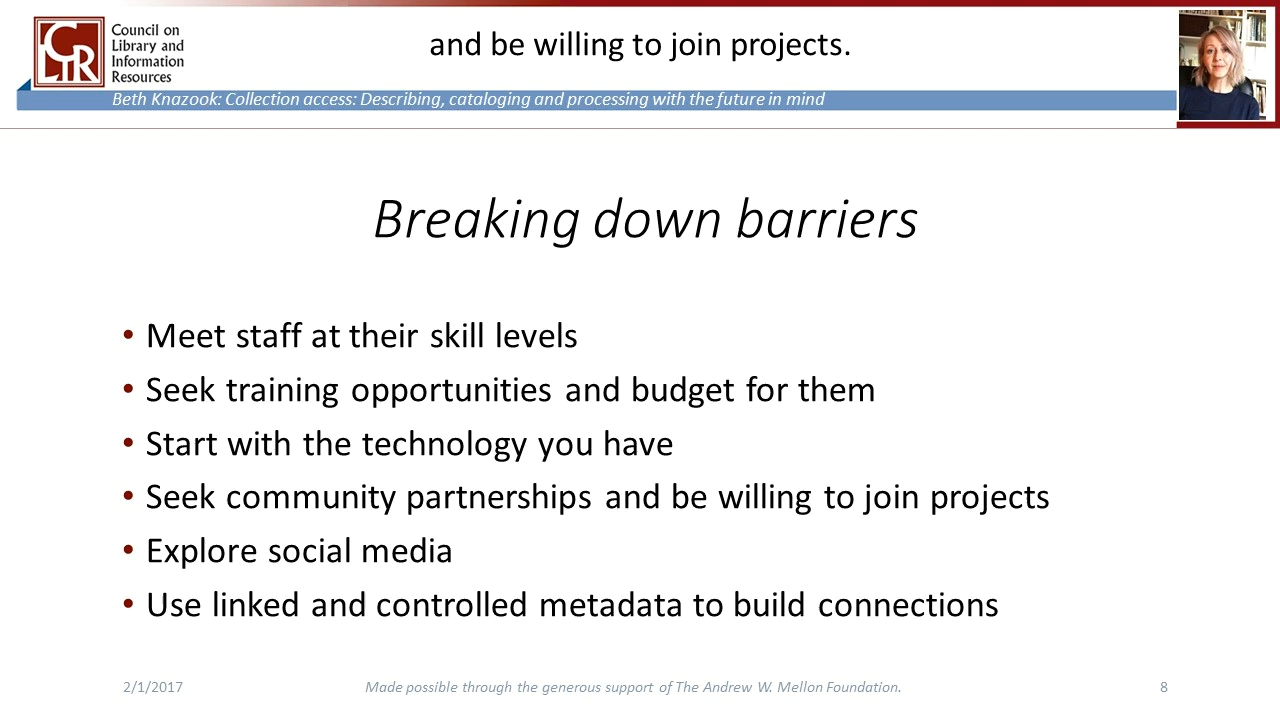 CLIR
Council on
Library and
Information
Resources
and be willing to join projects.
Beth Knazook: Collection access: Describing, cataloging and processing with the future in mind
Breaking down barriers
• Meet staff at their skill levels
• Seek training opportunities and budget for them
• Start with the technology you have
• Seek community partnerships and be willing to join projects
• Explore social media
• Use linked and controlled metadata to build connections
2/1/2017
Made possible through the generous support of The Andrew W. Mellon Foundation.
8